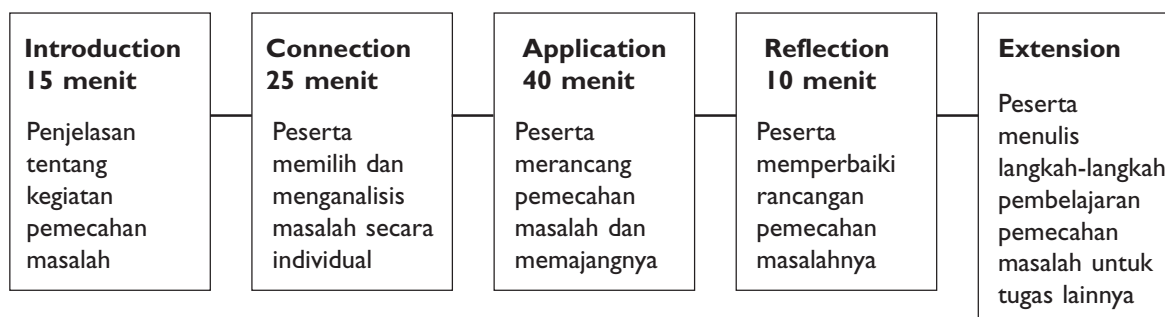 Introduction
15 menit
Penjelasan
tentang
kegiatan
pemecahan
masalah
Connection
25 menit
Peserta
memilih dan
menganalisis
masalah secara
individual
Application
40 menit
Peserta
merancang
pemecahan
masalah dan
memajangnya
Reflection
10 menit
Peserta
memperbaiki
rancangan
pemecahan
masalahnya
Extension
Peserta
menulis
langkah-langkah
pembelajaran
pemecahan
masalah untuk
tugas lainnya